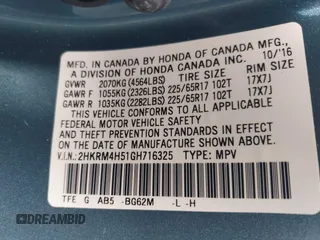 MFD. IN CANADA BY HONDA OF CANADA MFG.,
A DIVISION OF HONDA CANADA INC. 10/16
GVWR 2070KG (4564LBS) TIRE SIZE RIM SIZE
GAWR F 1055KG (2326LBS) 225/65R17 102T 17X7J
GAWR R 1035KG (2282LBS) 225/65R17 102T 17X7J
THIS VEHICLE CONFORMS TO ALL APPLICABLE
FEDERAL MOTOR VEHICLE SAFETY
STANDARDS IN EFFECT ON THE DATE OF
MANUFACTURE SHOWN ABOVE.
V.I.N: 2HKRM4H51GH716325 TYPE: MPV
TFE G AB5 -BG62M -L -H
DREAMBID